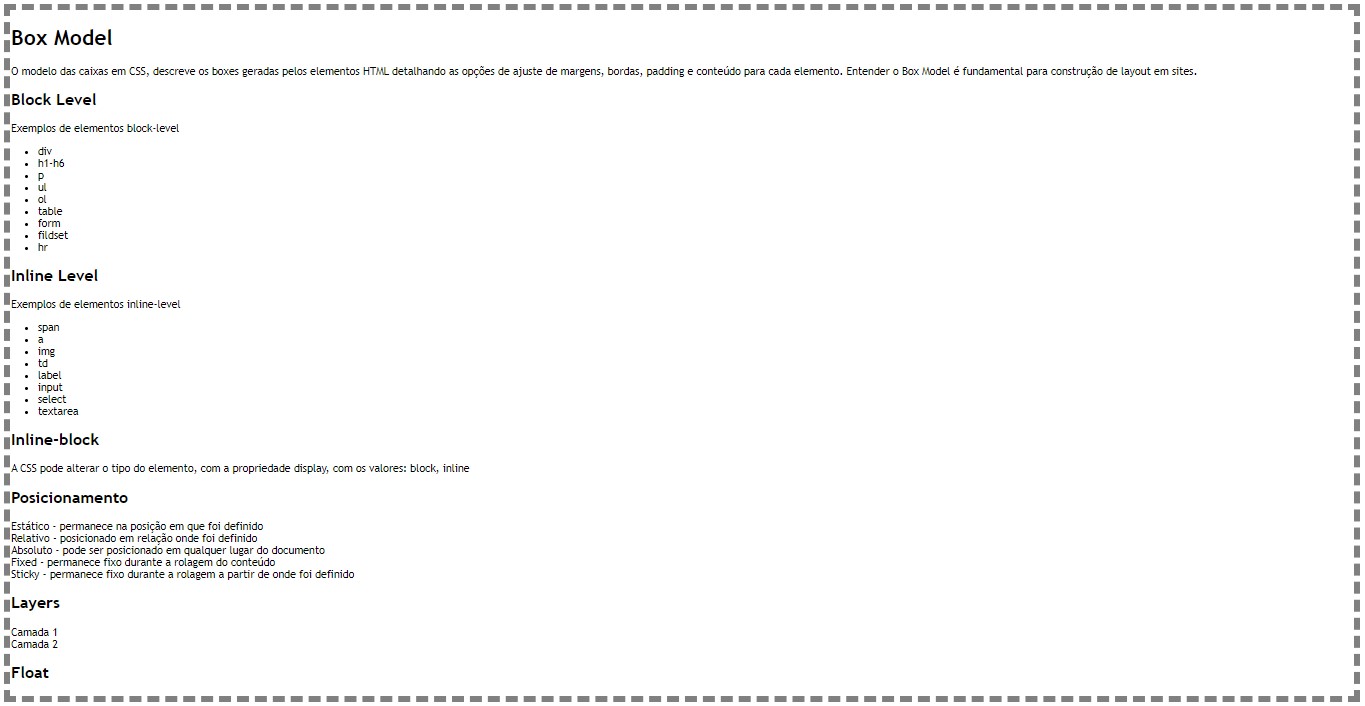 Box Model
O modelo das caixas em CSS, descreve os boxes geradas pelos elementos HTML detalhando as opções de ajuste de margens, bordas, padding e conteúdo para cada elemento. Entender o Box Model é fundamental para construção de layout em sites.
Block Level
Exemplos de elementos block-level
• div
• h1-h6
• p
• ul
• ol
• table
• form
• fildset
• hr
Inline Level
Exemplos de elementos inline-level
• span
• a
• img
• td
• label
• input
• select
• textarea
Inline-block
A CSS pode alterar o tipo do elemento, com a propriedade display, com os valores: block, inline
Posicionamento
Estático - permanece na posição em que foi definido
Relativo - posicionado em relação onde foi definido
Absoluto - pode ser posicionado em qualquer lugar do documento
Fixed - permanece fixo durante a rolagem do conteúdo
Sticky - permanece fixo durante a rolagem a partir de onde foi definido
Layers
Camada 1
Camada 2
Float